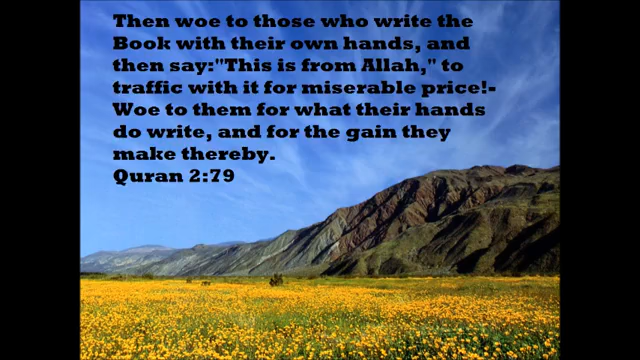 Then woe to those who write the
Book with their own hands, and
then say:"This is from Allah," to
traffic with it for miserable price!-
Woe to them for what their hands
do write, and for the gain they
make thereby.
Quran 2:79